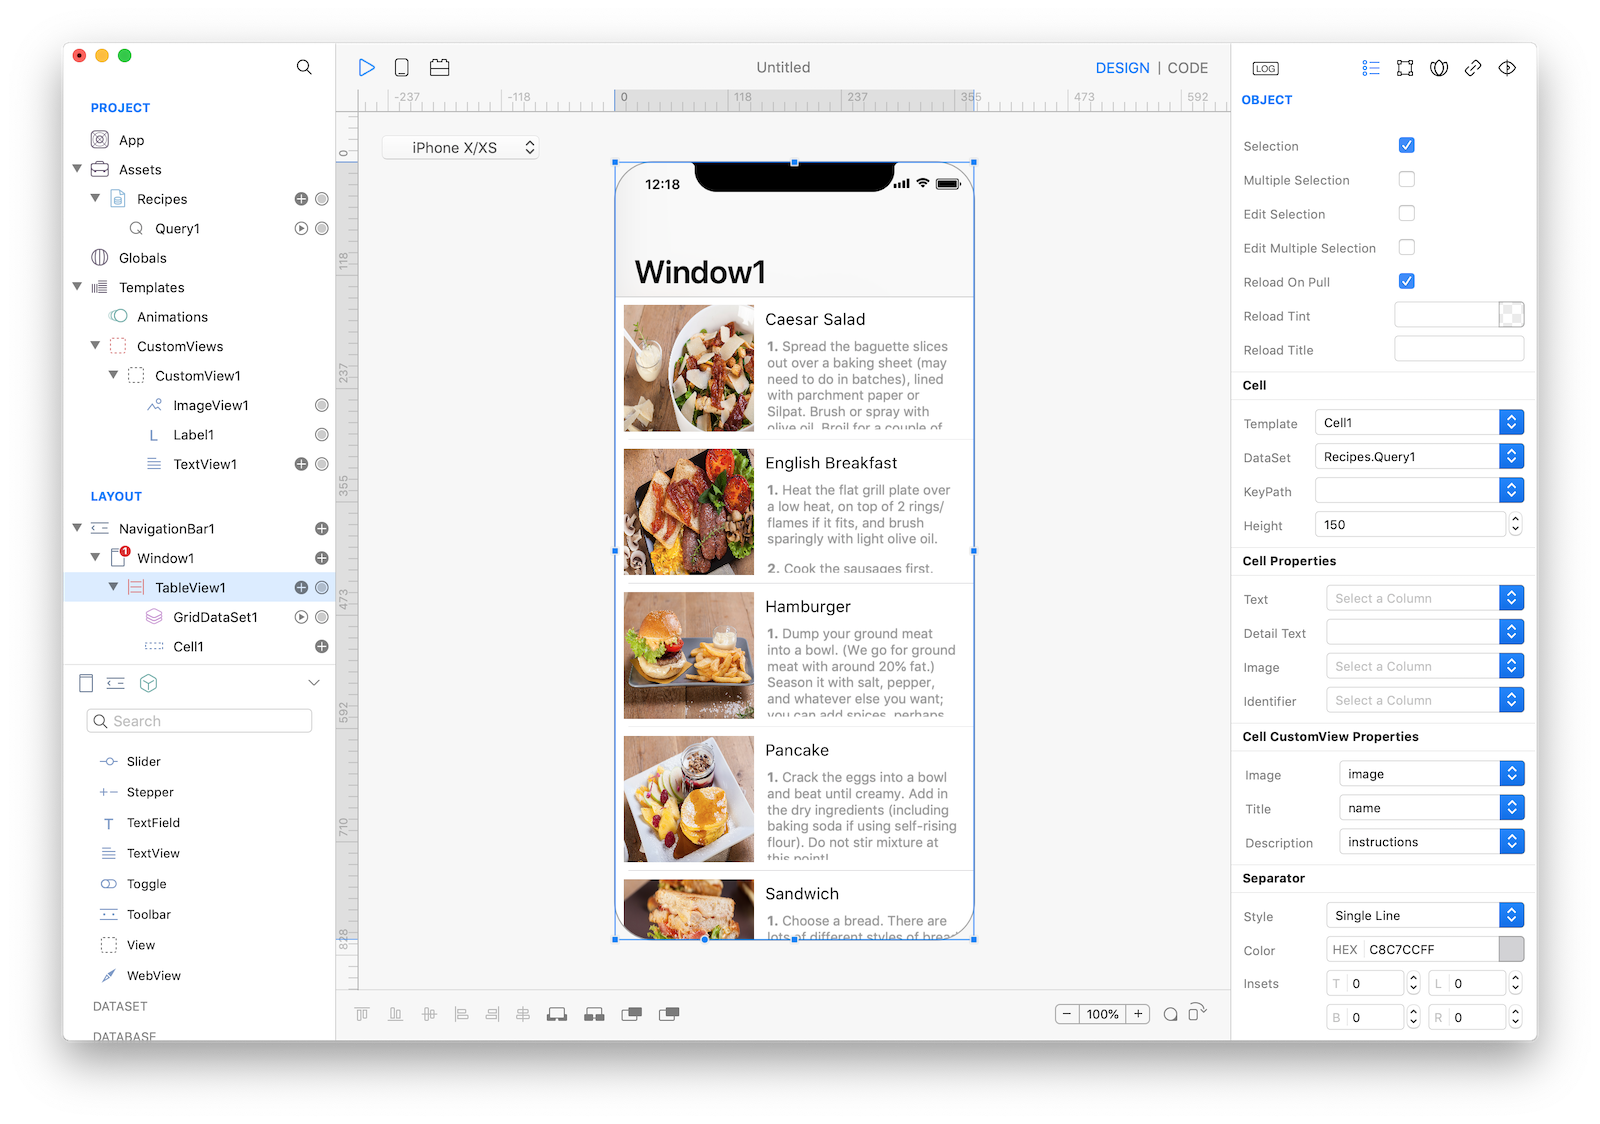 Untitled
DESIGN | CODE
LOG
PROJECT
App
Assets
Recipes
Query1
Globals
Templates
Animations
CustomViews
CustomView1
ImageView1
L Label1
TextView1
LAYOUT
NavigationBar1
1
Window1
TableView1
GridDataSet1
Cell1
Search
Slider
Stepper
T TextField
TextView
Toggle
Toolbar
View
WebView
DATASET
DATABASE
-237 -118 0 118 237 355 473 592
0
118
237
355
473
592
710
828
iPhone X/XS
12:18
Window1
Caesar Salad
1. Spread the baguette slices
out over a baking sheet (may
need to do in batches), lined
with parchment paper or
Silpat. Brush or spray with
olive oil. Broil for a couple of
English Breakfast
1. Heat the flat grill plate over
a low heat, on top of 2 rings/
flames if it fits, and brush
sparingly with light olive oil.
2. Cook the sausages first.
Hamburger
1. Dump your ground meat
into a bowl. (We go for ground
meat with around 20% fat.)
Season it with salt, pepper,
and whatever else you want;
you can add spices, perhaps
Pancake
1. Crack the eggs into a bowl
and beat until creamy. Add in
the dry ingredients (including
baking soda if using self-rising
flour). Do not stir mixture at
this point!
Sandwich
1. Choose a bread. There are
lots of different styles of bread
− 100% +
OBJECT
Selection
Multiple Selection
Edit Selection
Edit Multiple Selection
Reload On Pull
Reload Tint
Reload Title
Cell
Template Cell1
DataSet Recipes.Query1
KeyPath
Height 150
Cell Properties
Text Select a Column
Detail Text
Image Select a Column
Identifier Select a Column
Cell CustomView Properties
Image image
Title name
Description instructions
Separator
Style Single Line
Color HEX C8C7CCFF
Insets T 0 L 0
B 0 R 0